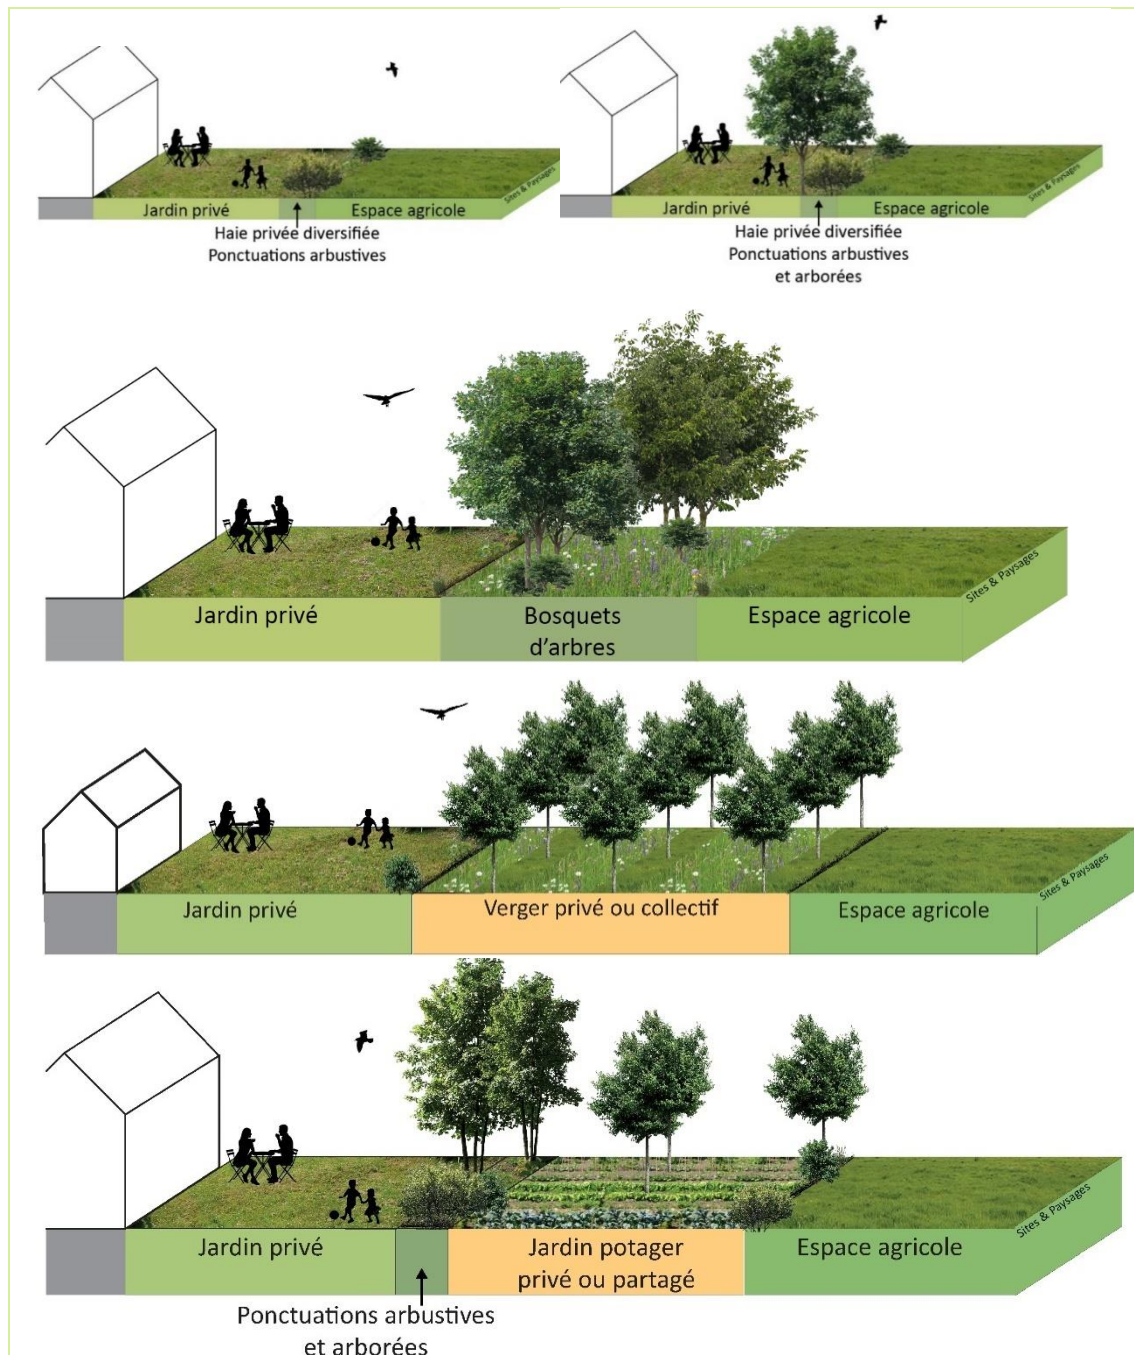 Sites & Paysages
Jardin privé
Espace agricole
Haie privée diversifiée
Ponctuations arbustives
Sites & Paysages
Jardin privé
Espace agricole
Haie privée diversifiée
Ponctuations arbustives
et arborées
Sites & Paysages
Jardin privé
Bosquets
d'arbres
Espace agricole
Sites & Paysages
Jardin privé
Verger privé ou collectif
Espace agricole
Sites & Paysages
Jardin privé
Jardin potager
privé ou partagé
Espace agricole
Ponctuations arbustives
et arborées